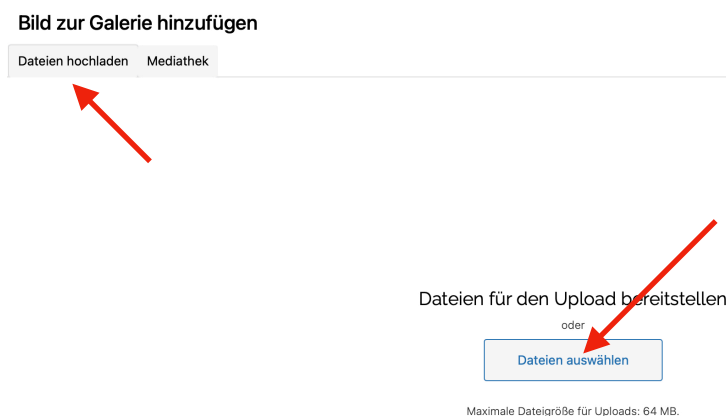 Bild zur Galerie hinzufügen
Dateien hochladen Mediathek
Dateien für den Upload bereitstellen
oder
Dateien auswählen
Maximale Dateigröße für Uploads: 64 MB.